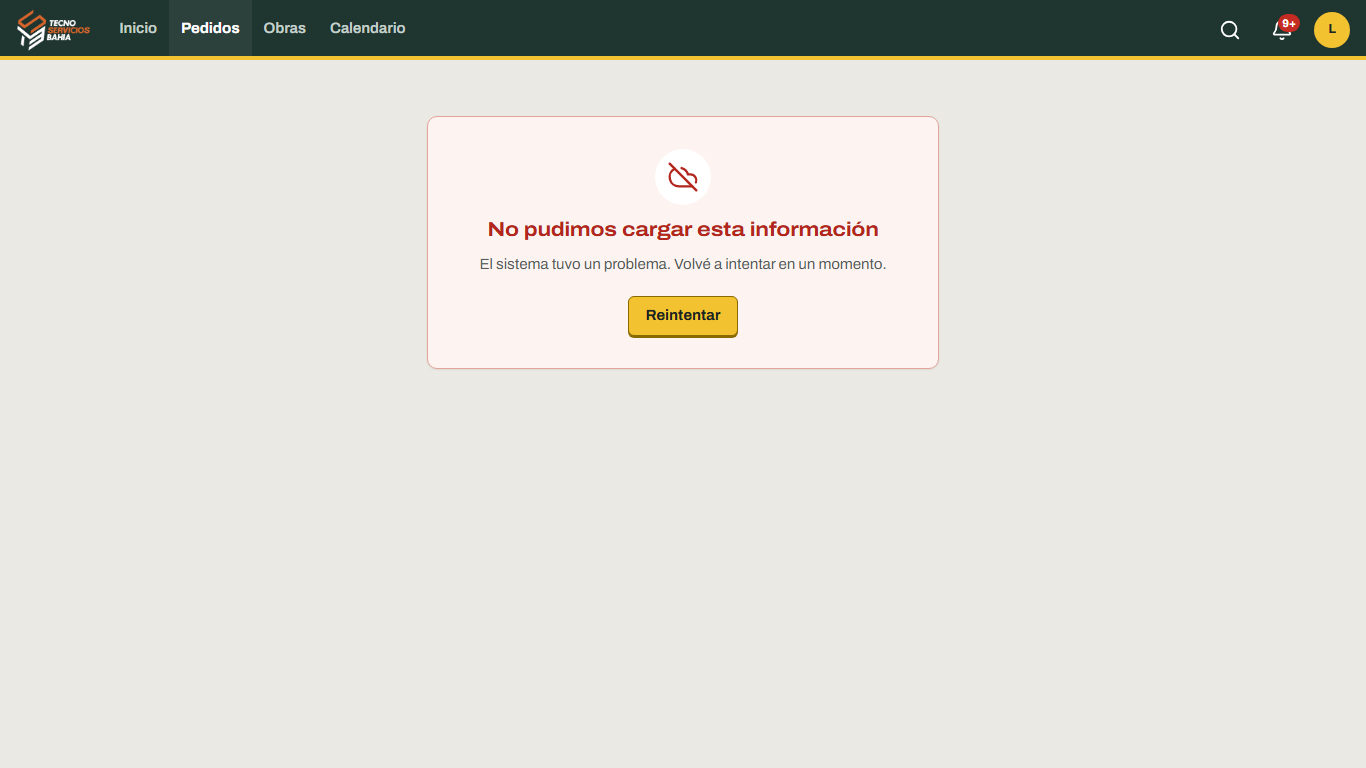 TECNO
SERVICIOS
BAHIA
Inicio
Pedidos
Obras
Calendario
9+
L
No pudimos cargar esta información
El sistema tuvo un problema. Volvé a intentar en un momento.
Reintentar